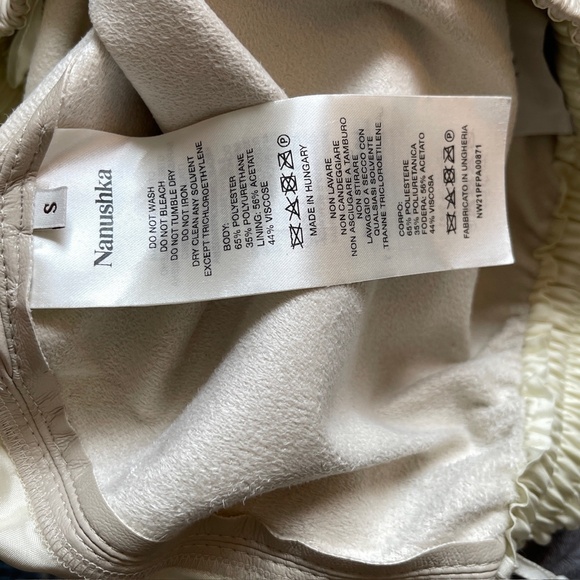 S
Nanushka
DO NOT WASH
DO NOT BLEACH
DO NOT IRON
DO NOT TUMBLE DRY
DRY CLEAN ANY SOLVENT
EXCEPT TRICHLOROETHYLENE
BODY:
65% POLYESTER
35% POLYURETHANE
LINING: 56% ACETATE
44% VISCOSE
MADE IN HUNGARY
NON LAVARE
NON CANDEGGIARE
NON ASCIUGARE A TAMBURO
NON STIRARE
LAVAGGIO A SECCO CON
QUALSIASI SOLVENTE
TRANNE TRICLOROETILENE
CORPO:
65% POLIESTERE
35% POLIURETANICA
FODERA: 56% ACETATO
44% VISCOSA
P
FABBRICATO IN UNGHERIA
NW21PFPA00871